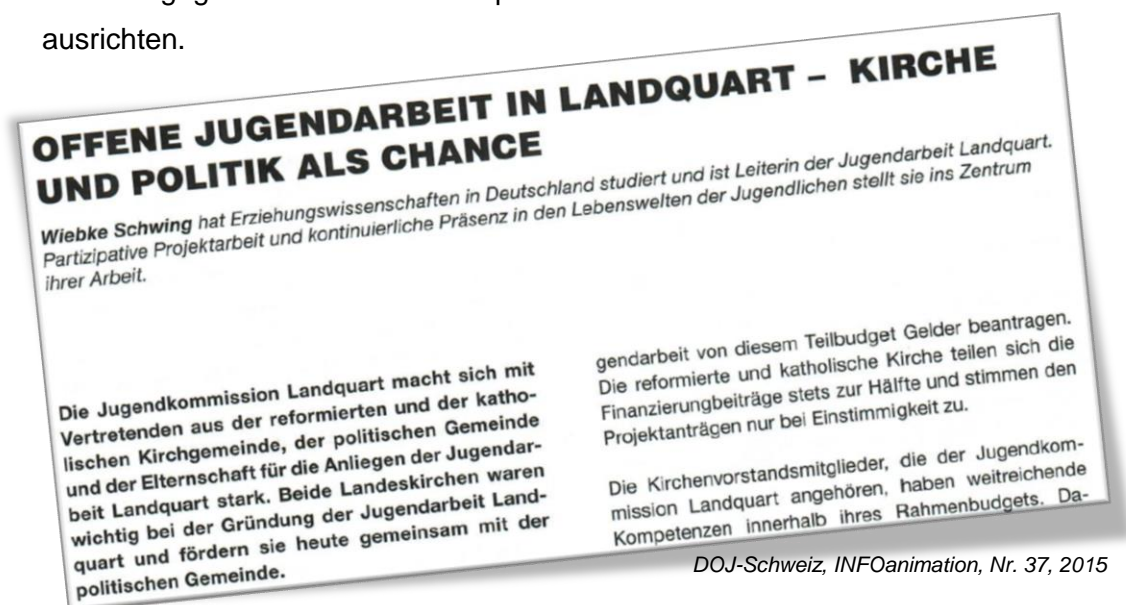 ausrichten.
OFFENE JUGENDARBEIT IN LANDQUART – KIRCHE
UND POLITIK ALS CHANCE
Wiebke Schwing hat Erziehungswissenschaften in Deutschland studiert und ist Leiterin der Jugendarbeit Landquart.
Partizipative Projektarbeit und kontinuierliche Präsenz in den Lebenswelten der Jugendlichen stellt sie ins Zentrum
ihrer Arbeit.
Die Jugendkommission Landquart macht sich mit
Vertretenden aus der reformierten und der katho-
lischen Kirchgemeinde, der politischen Gemeinde
und der Elternschaft für die Anliegen der Jugendar-
beit Landquart stark. Beide Landeskirchen waren
wichtig bei der Gründung der Jugendarbeit Land-
quart und fördern sie heute gemeinsam mit der
politischen Gemeinde.
gendarbeit von diesem Teilbudget Gelder beantragen.
Die reformierte und katholische Kirche teilen sich die
Finanzierungbeiträge stets zur Hälfte und stimmen den
Projektanträgen nur bei Einstimmigkeit zu.
Die Kirchenvorstandsmitglieder, die der Jugendkom-
mission Landquart angehören, haben weitreichende
Kompetenzen innerhalb ihres Rahmenbudgets. Da-
DOJ-Schweiz, INFOanimation, Nr. 37, 2015